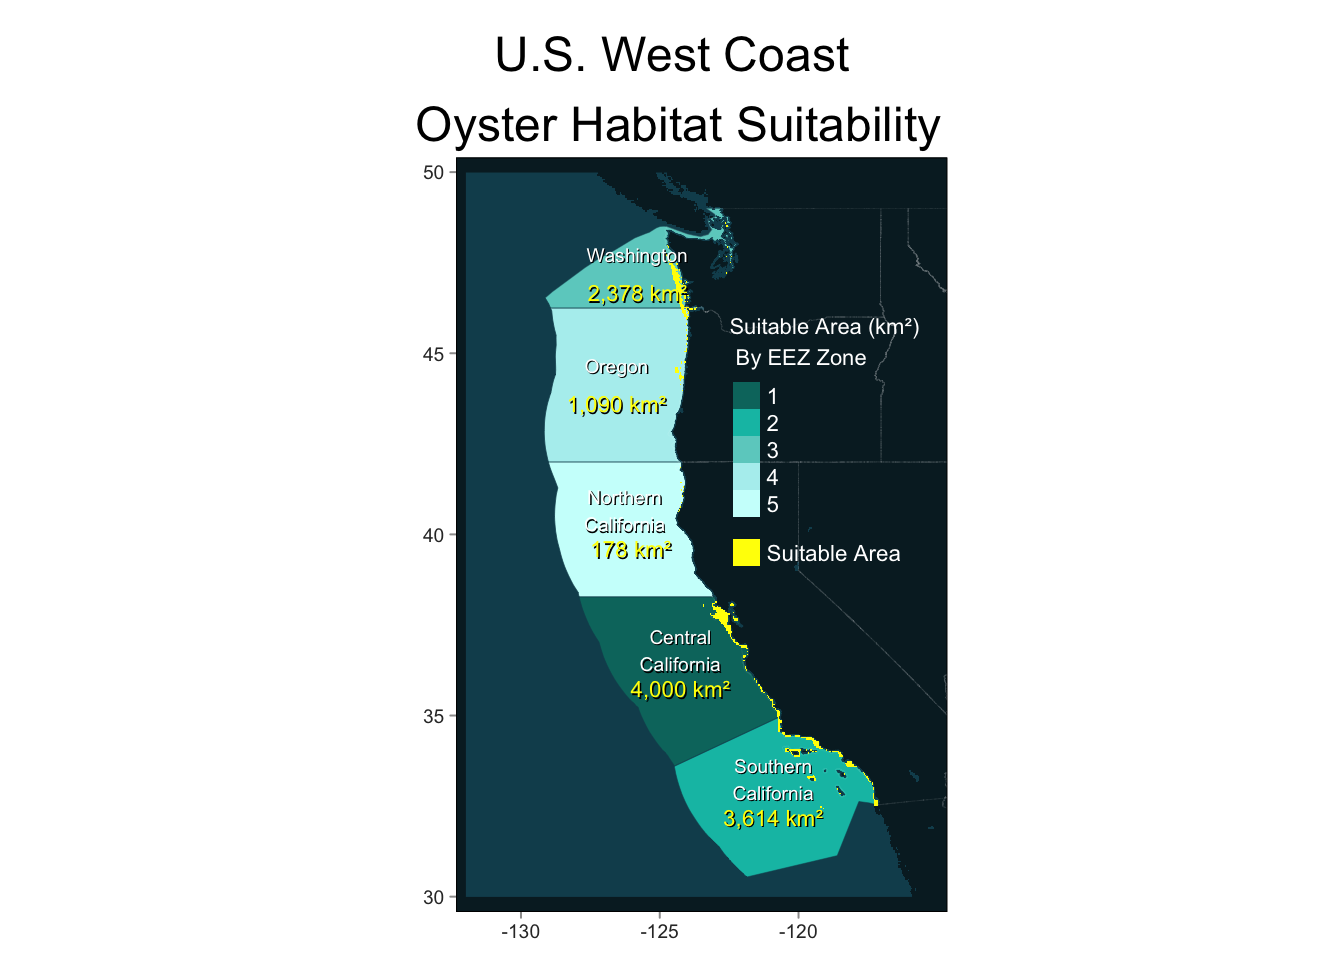 U.S. West Coast
Oyster Habitat Suitability
50
45
40
35
30
Washington
2,378 km²
Oregon
1,090 km²
Northern
California
178 km²
Central
California
4,000 km²
Southern
California
3,614 km²
Suitable Area (km²)
By EEZ Zone
1
2
3
4
5
Suitable Area
-130
-125
-120